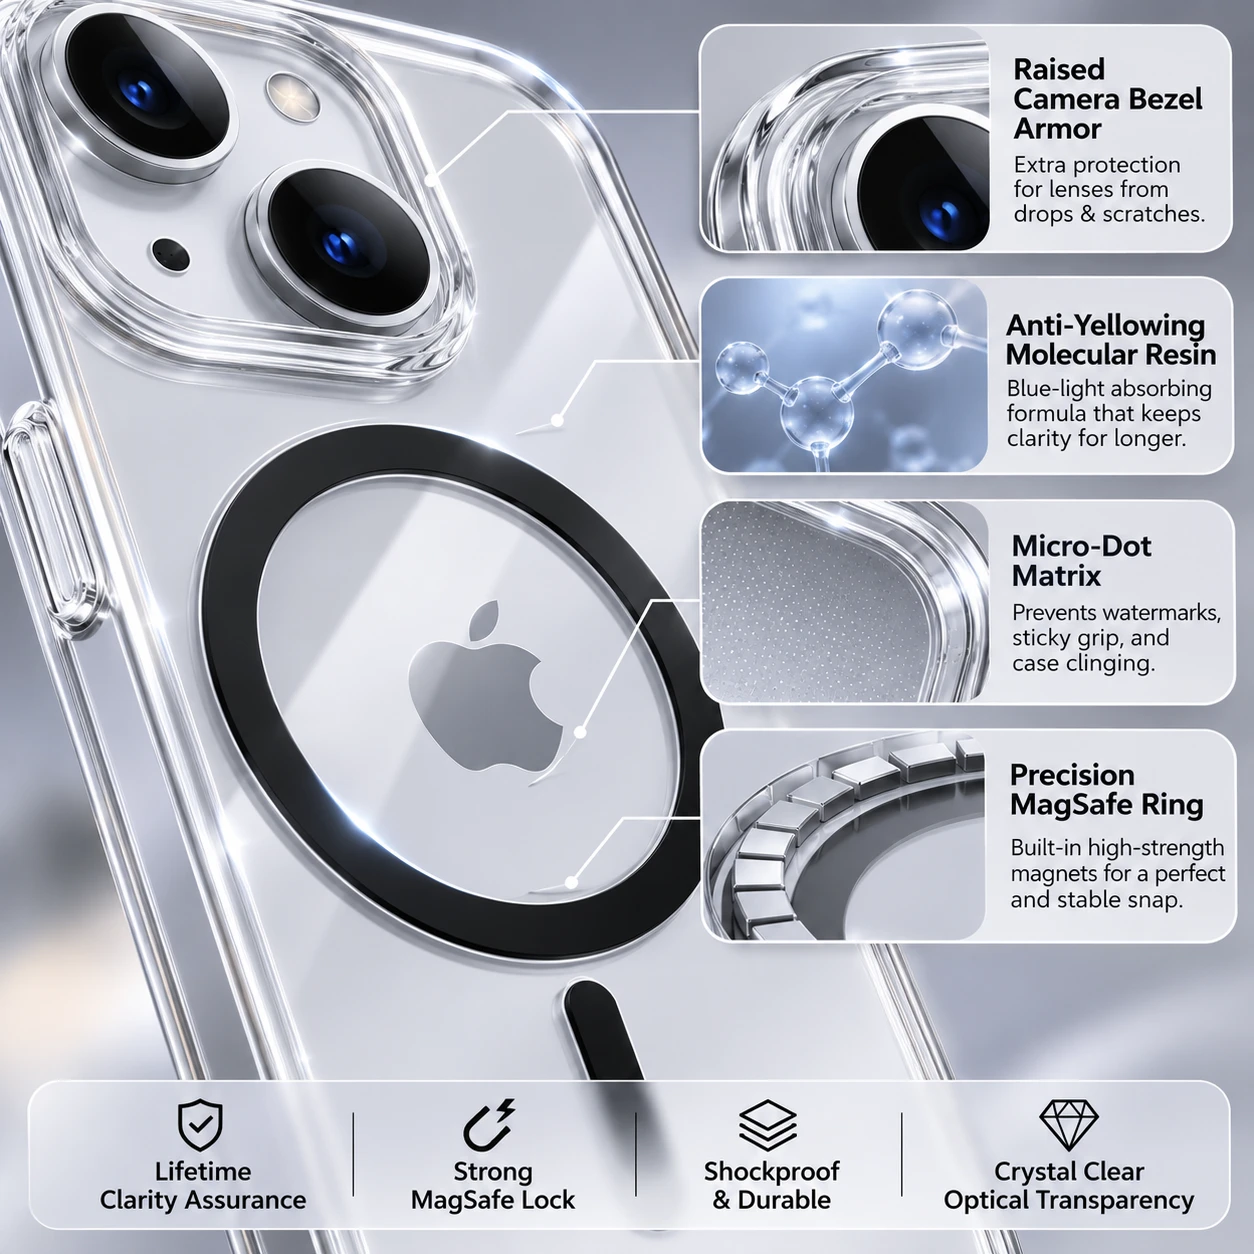 Raised
Camera Bezel
Armor
Extra protection
for lenses from
drops & scratches.
Anti-Yellowing
Molecular Resin
Blue-light absorbing
formula that keeps
clarity for longer.
Micro-Dot
Matrix
Prevents watermarks,
sticky grip, and
case clinging.
Precision
MagSafe Ring
Built-in high-strength
magnets for a perfect
and stable snap.
Lifetime
Clarity Assurance
Strong
MagSafe Lock
Shockproof
& Durable
Crystal Clear
Optical Transparency